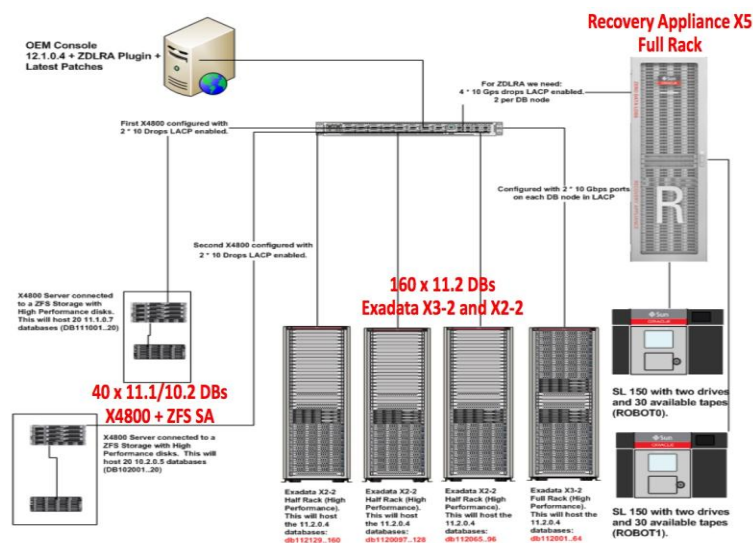 Recovery Appliance X5
Full Rack
OEM Console
12.1.0.4 + ZDLRA Plugin +
Latest Patches
For ZDLRA we need:
4 * 10 Gps drops LACP enabled.
2 per DB node
First X4800 configured with
2 * 10 Drops LACP enabled.
Configured with 2 * 10 Gbps ports
on each DB node in LACP
R
Second X4800 configured with
2 * 10 Drops LACP enabled.
160 x 11.2 DBs
Exadata X3-2 and X2-2
X4800 Server connected
to a ZFS Storage with
High Performance disks.
This will host 20 11.1.0.7
databases (DB111001..20)
40 x 11.1/10.2 DBs
X4800 + ZFS SA
X4800 Server connected to a
ZFS Storage with High
Performance disks. This will
host 20 10.2.0.5 databases
(DB102001..20)
Sun
ORACLE
SL 150 with two drives
and 30 available tapes
(ROBOT0).
Sun
ORACLE
SL 150 with two drives
and 30 available tapes
(ROBOT1).
Exadata X2-2
Half Rack (High
Performance).
This will host
the 11.2.0.4
databases:
db112129..160
Exadata X2-2
Half Rack (High
Performance).
This will host
the 11.2.0.4
databases:
db1120097..128
Exadata X2-2
Half Rack (High
Performance).
This will host
the 11.2.0.4
databases:
db112065..96
Exadata X3-2
Full Rack (High
Performance).
This will host the
11.2.0.4
databases:
db112001..64